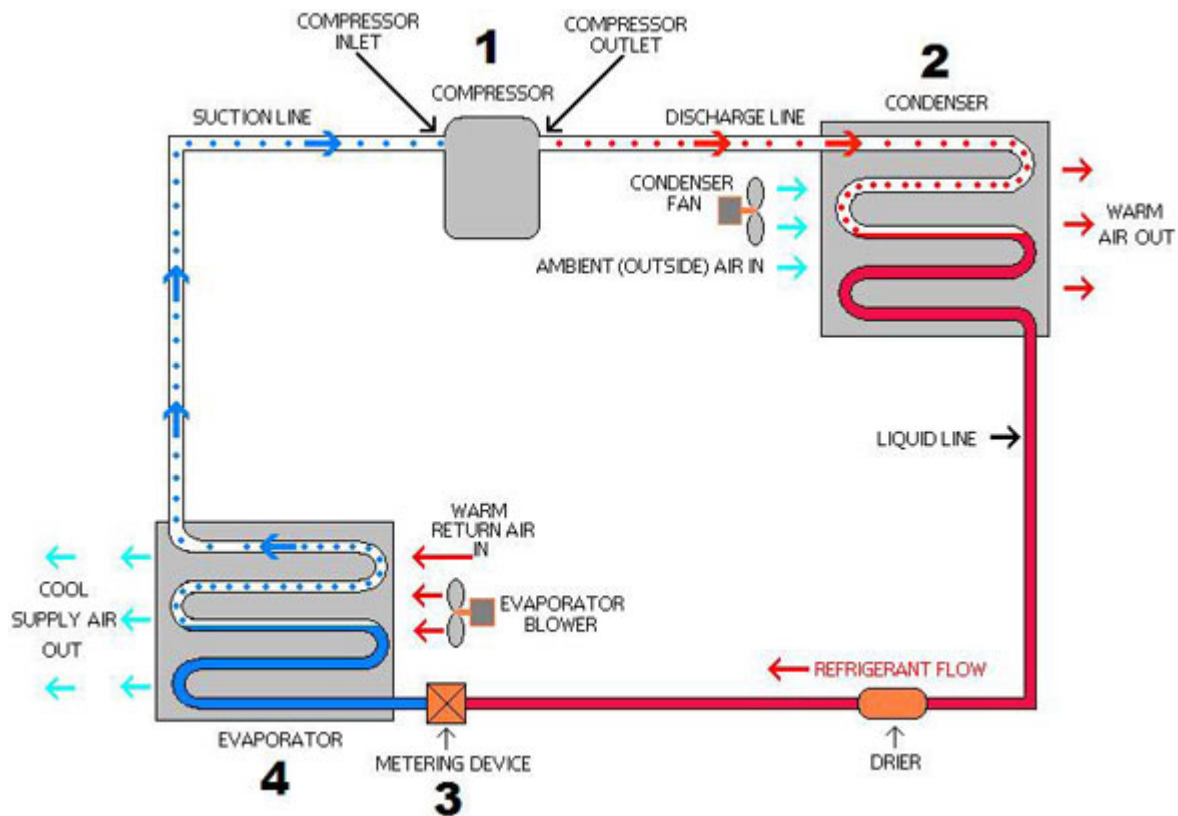 COMPRESSOR
INLET
1
COMPRESSOR
OUTLET
2
COMPRESSOR
CONDENSER
SUCTION LINE
DISCHARGE LINE
CONDENSER
FAN
WARM
AIR OUT
AMBIENT (OUTSIDE) AIR IN
LIQUID LINE
WARM
RETURN AIR
IN
COOL
SUPPLY AIR
OUT
EVAPORATOR
BLOWER
REFRIGERANT FLOW
EVAPORATOR
4
METERING DEVICE
3
DRIER